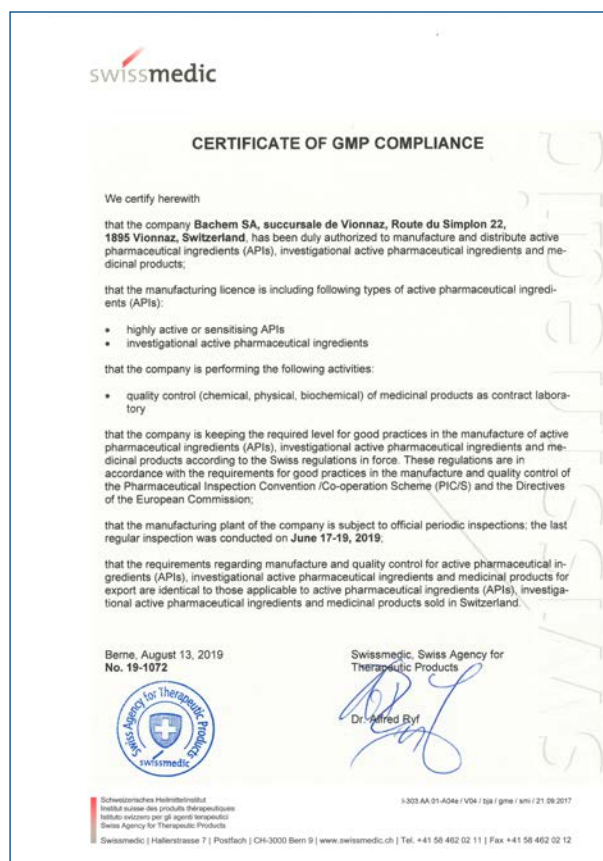 swissmedic
CERTIFICATE OF GMP COMPLIANCE
We certify herewith
that the company Bachem SA, succursale de Vionnaz, Route du Simplon 22,
1895 Vionnaz, Switzerland, has been duly authorized to manufacture and distribute active
pharmaceutical ingredients (APIs), investigational active pharmaceutical ingredients and me-
dicinal products;
that the manufacturing licence is including following types of active pharmaceutical ingredi-
ents (APIs):
• highly active or sensitising APIs
• investigational active pharmaceutical ingredients
that the company is performing the following activities:
• quality control (chemical, physical, biochemical) of medicinal products as contract labora-
tory
that the company is keeping the required level for good practices in the manufacture of active
pharmaceutical ingredients (APIs), investigational active pharmaceutical ingredients and me-
dicinal products according to the Swiss regulations in force. These regulations are in
accordance with the requirements for good practices in the manufacture and quality control of
the Pharmaceutical Inspection Convention /Co-operation Scheme (PIC/S) and the Directives
of the European Commission;
that the manufacturing plant of the company is subject to official periodic inspections; the last
regular inspection was conducted on June 17-19, 2019;
that the requirements regarding manufacture and quality control for active pharmaceutical in-
gredients (APIs), investigational active pharmaceutical ingredients and medicinal products for
export are identical to those applicable to active pharmaceutical ingredients (APIs), investiga-
tional active pharmaceutical ingredients and medicinal products sold in Switzerland.
Berne, August 13, 2019
No. 19-1072
Swissmedic, Swiss Agency for
Therapeutic Products
Dr. Alfred Ryf
Swiss Agency for Therapeutic Products
swissmedic
swissmedic
Schweizerisches Heilmittelinstitut
Institut suisse des produits thérapeutiques
Istituto svizzero per gli agenti terapeutici
Swiss Agency for Therapeutic Products
I-303.AA.01-A04e / V04 / bja / gme / smi / 21.09.2017
Swissmedic | Hallerstrasse 7 | Postfach | CH-3000 Bern 9 | www.swissmedic.ch | Tel. +41 58 462 02 11 | Fax +41 58 462 02 12